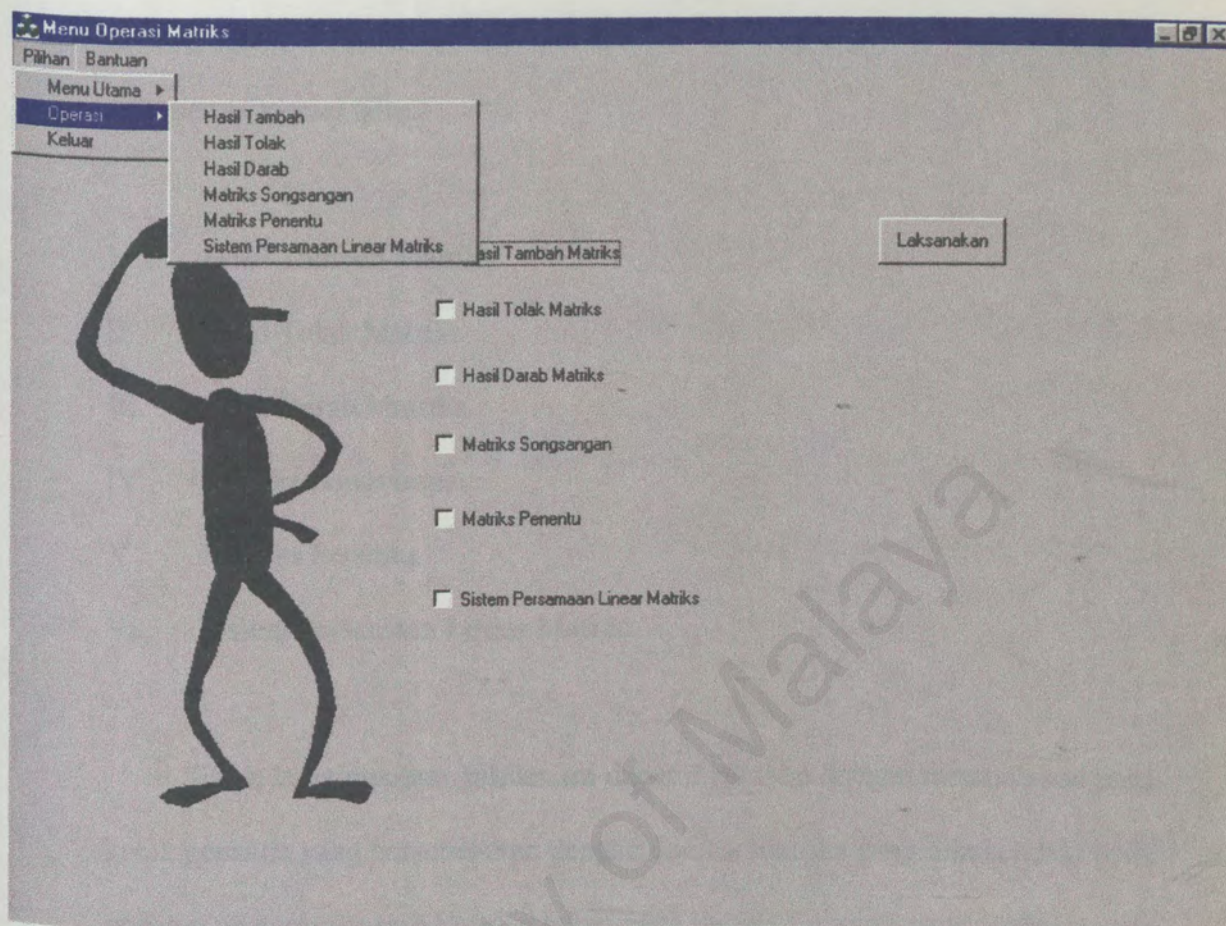 Menu Operasi Matriks
Pilihan Bantuan
Menu Utama
Operasi
Keluar
Hasil Tambah
Hasil Tolak
Hasil Darab
Matriks Songsangan
Matriks Penentu
Sistem Persamaan Linear Matriks
asil Tambah Matriks
Laksanakan
Hasil Tolak Matriks
Hasil Darab Matriks
Matriks Songsangan
Matriks Penentu
Sistem Persamaan Linear Matriks
of Malaya